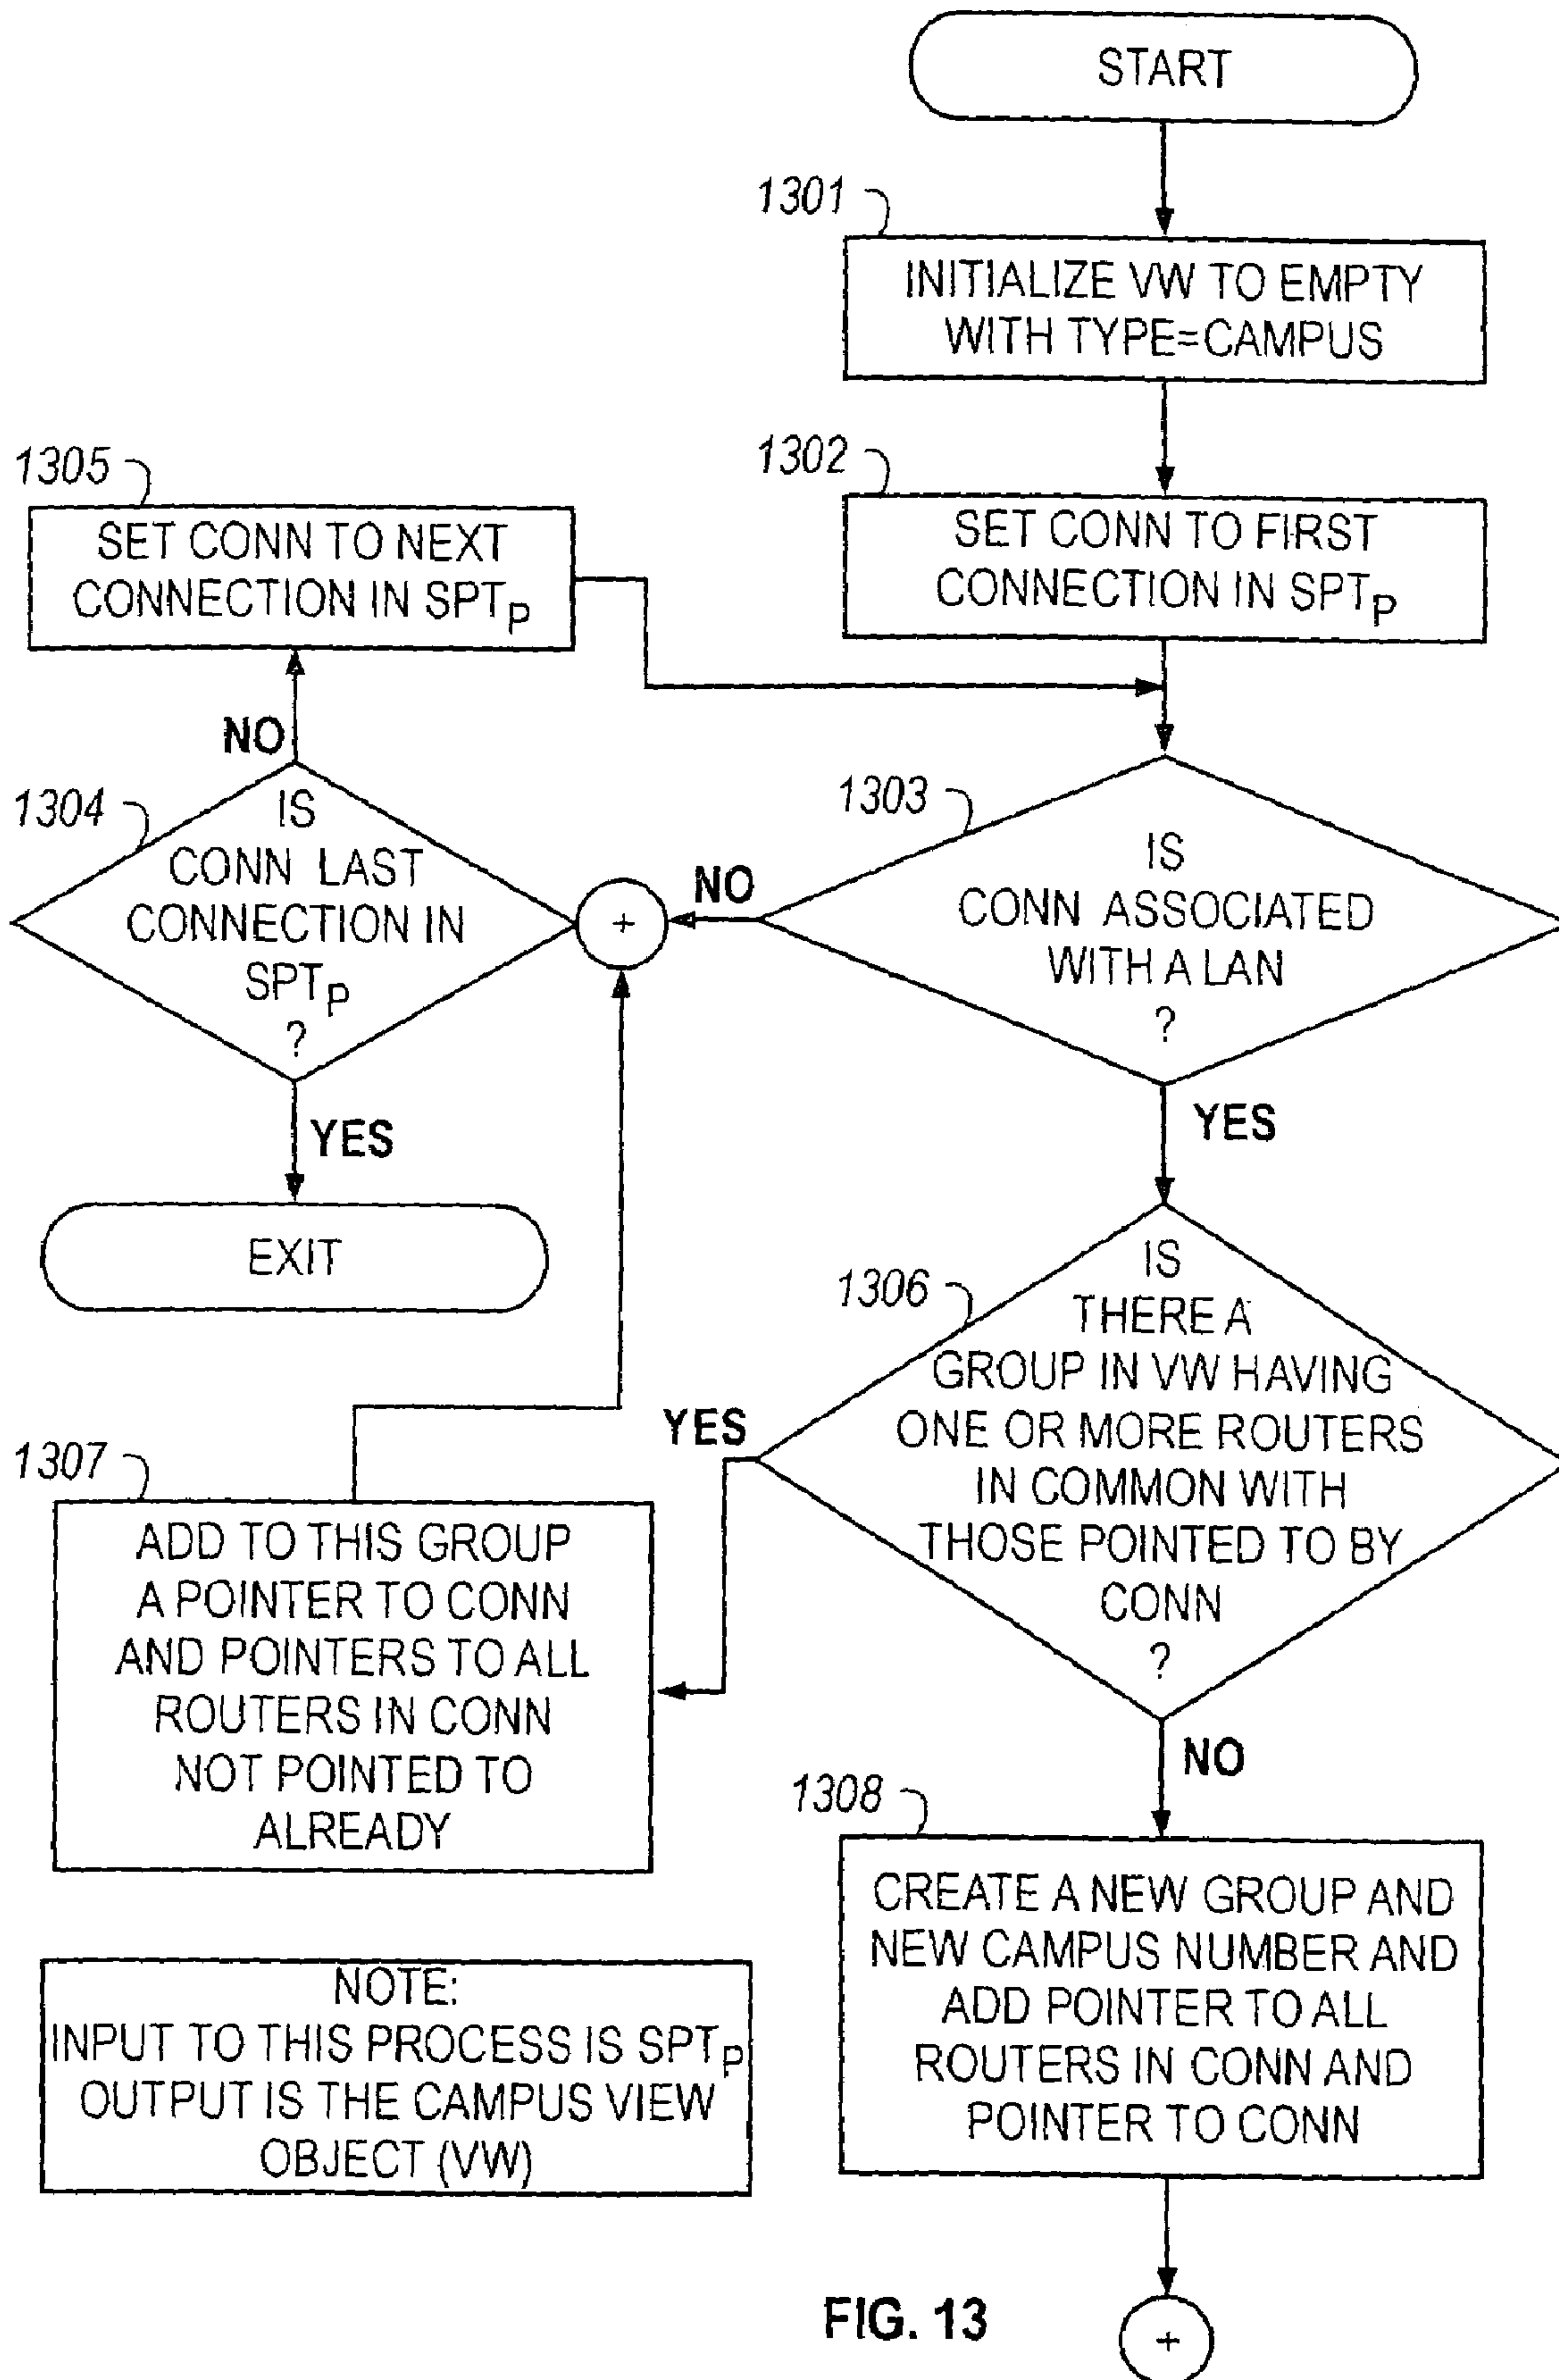 START
1301
INITIALIZE VW TO EMPTY
WITH TYPE=CAMPUS
1305
SET CONN TO NEXT
CONNECTION IN SPTP
1302
SET CONN TO FIRST
CONNECTION IN SPTP
NO
1304
IS
CONN LAST
CONNECTION IN
SPTP
?
YES
EXIT
+
NO
1303
IS
CONN ASSOCIATED
WITH A LAN
?
YES
1306
IS
THERE A
GROUP IN VW HAVING
ONE OR MORE ROUTERS
IN COMMON WITH
THOSE POINTED TO BY
CONN
?
YES
1307
ADD TO THIS GROUP
A POINTER TO CONN
AND POINTERS TO ALL
ROUTERS IN CONN
NOT POINTED TO
ALREADY
NO
1308
CREATE A NEW GROUP AND
NEW CAMPUS NUMBER AND
ADD POINTER TO ALL
ROUTERS IN CONN AND
POINTER TO CONN
NOTE:
INPUT TO THIS PROCESS IS SPTP
OUTPUT IS THE CAMPUS VIEW
OBJECT (VW)
FIG. 13
+